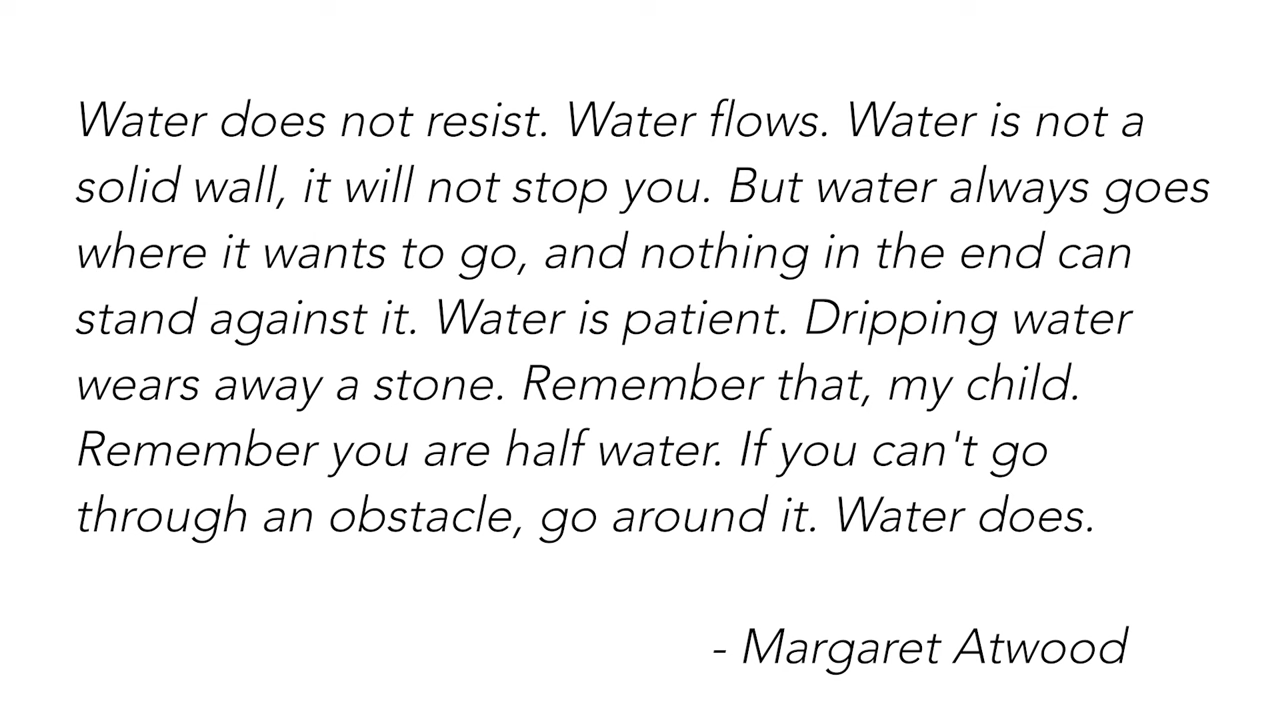 Water does not resist. Water flows. Water is not a
solid wall, it will not stop you. But water always goes
where it wants to go, and nothing in the end can
stand against it. Water is patient. Dripping water
wears away a stone. Remember that, my child.
Remember you are half water. If you can't go
through an obstacle, go around it. Water does.
- Margaret Atwood